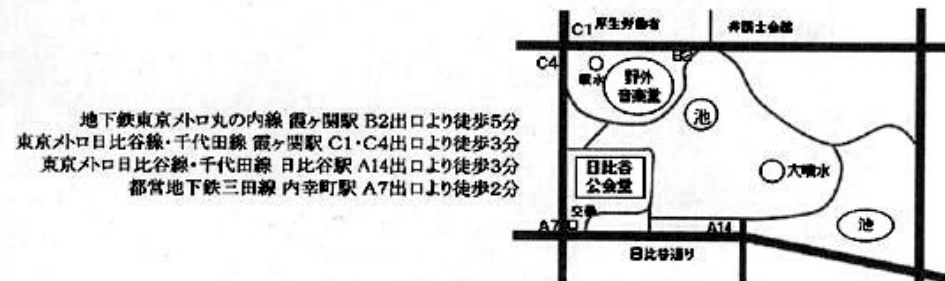 地下鉄東京メトロ丸の内線 霞ヶ関駅 B2出口より徒歩5分
東京メトロ日比谷線・千代田線 霞ヶ関駅 C1・C4出口より徒歩3分
東京メトロ日比谷線・千代田線 日比谷駅 A14出口より徒歩3分
都営地下鉄三田線 内幸町駅 A7出口より徒歩2分
C1 厚生労働省
弁護士会館
C4
噴水
B2
野外
音楽堂
池
日比谷
公会堂
大噴水
交番
池
A7
A14
日比谷通り